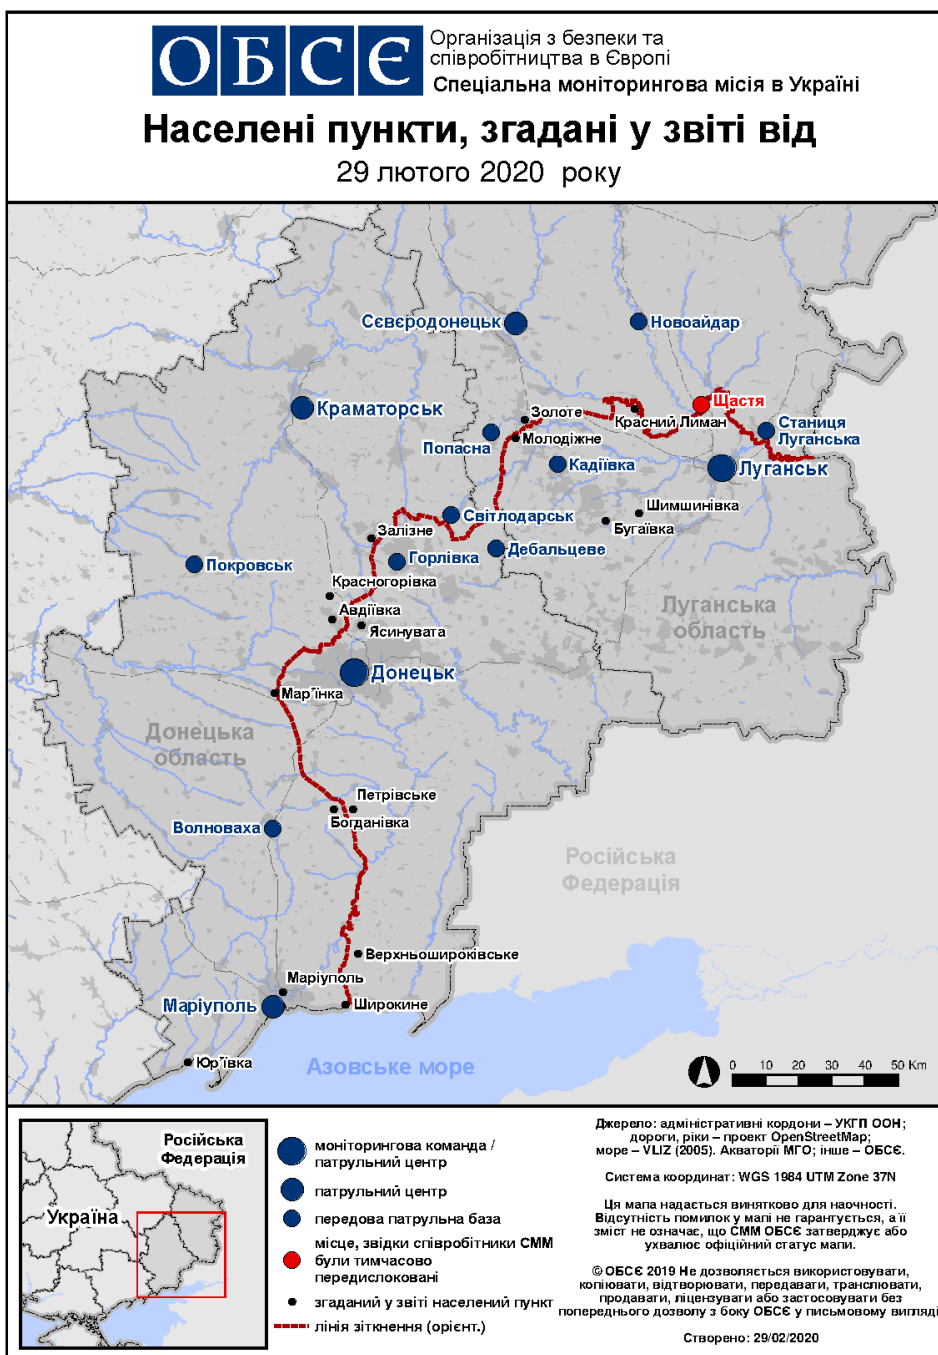 ОБСЄ
Організація з безпеки та
співробітництва в Європі
Спеціальна моніторингова місія в Україні
Населені пункти, згадані у звіті від
29 лютого 2020 року
Сєвєродонецьк
Новоайдар
Щастя
Краматорськ
Золоте
Красний Лиман
Станиця
Луганська
Попасна
Молодіжне
Кадіївка
Луганськ
Шимшинівка
Бугаївка
Світлодарськ
Залізне
Дебальцеве
Горлівка
Покровськ
Красногорівка
Авдіївка
Ясинувата
Луганська
область
Донецьк
Мар'їнка
Донецька
область
Петрівське
Богданівка
Волноваха
Російська
Федерація
Верхньошироківське
Маріуполь
Маріуполь
Широкине
Юр'ївка
Азовське море
0 10 20 30 40 50 Km
Російська
Федерація
Україна
моніторингова команда /
патрульний центр
патрульний центр
передова патрульна база
місце, звідки співробітники СММ
були тимчасово
передислоковані
згаданий у звіті населений пункт
лінія зіткнення (орієнт.)
Джерело: адміністративні кордони – УКГП ООН;
дороги, ріки – проект OpenStreetMap;
море – VLIZ (2005). Акваторії МГО; інше – ОБСЄ.
Система координат: WGS 1984 UTM Zone 37N
Ця мапа надається винятково для наочності.
Відсутність помилок у мапі не гарантується, а її
зміст не означає, що СММ ОБСЄ затверджує або
ухвалює офіційний статус мапи.
© ОБСЄ 2019 Не дозволяється використовувати,
копіювати, відтворювати, передавати, транслювати,
продавати, ліцензувати або застосовувати без
попереднього дозволу з боку ОБСЄ у письмовому вигляді
Створено: 29/02/2020